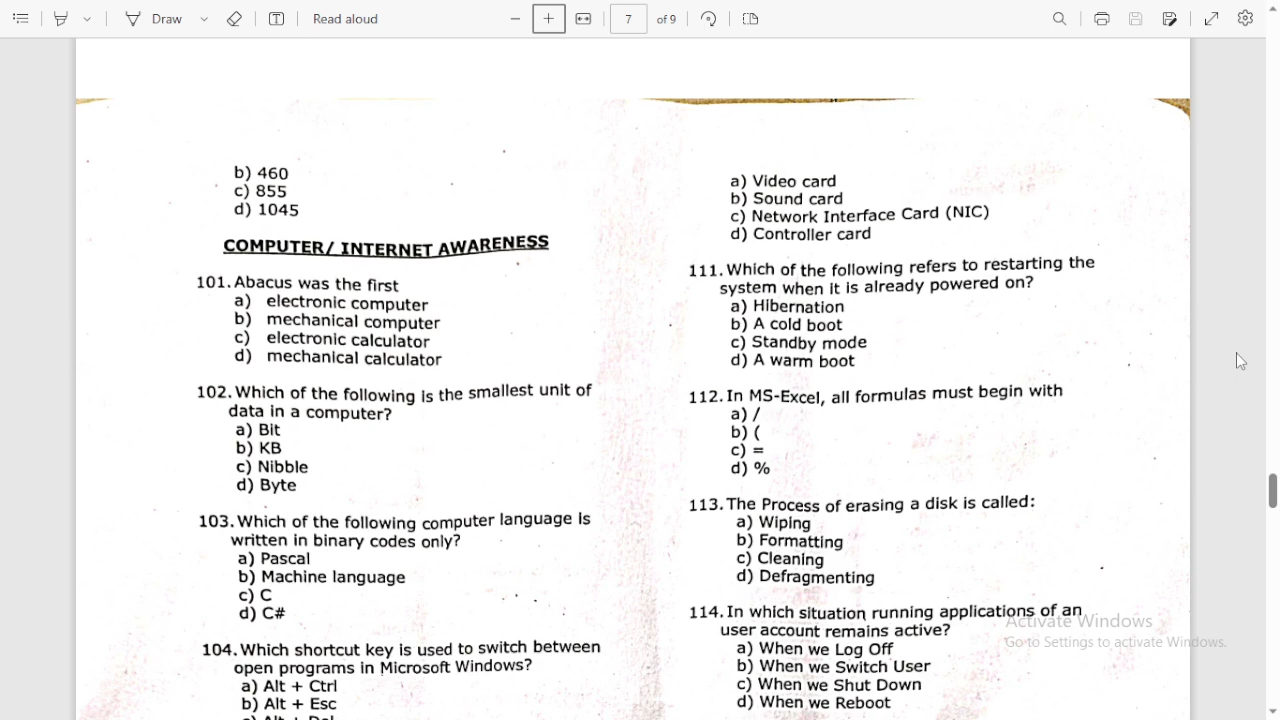 Draw
Read aloud
7
of 9
b) 460
c) 855
d) 1045
COMPUTER/ INTERNET AWARENESS
101. Abacus was the first
a) electronic computer
b) mechanical computer
c) electronic calculator
d) mechanical calculator
102. Which of the following is the smallest unit of
data in a computer?
a) Bit
b) KB
c) Nibble
d) Byte
103. Which of the following computer language is
written in binary codes only?
a) Pascal
b) Machine language
c) C
d) C#
104. Which shortcut key is used to switch between
open programs in Microsoft Windows?
a) Alt + Ctrl
b) Alt + Esc
a) Video card
b) Sound card
c) Network Interface Card (NIC)
d) Controller card
111. Which of the following refers to restarting the
system when it is already powered on?
a) Hibernation
b) A cold boot
c) Standby mode
d) A warm boot
112. In MS-Excel, all formulas must begin with
a) /
b) (
c) =
d) %
113. The Process of erasing a disk is called:
a) Wiping
b) Formatting
c) Cleaning
d) Defragmenting
114. In which situation running applications of an
user account remains active?
a) When we Log Off
b) When we Switch User
c) When we Shut Down
d) When we Reboot
Activate Windows
Go to Settings to activate Windows.